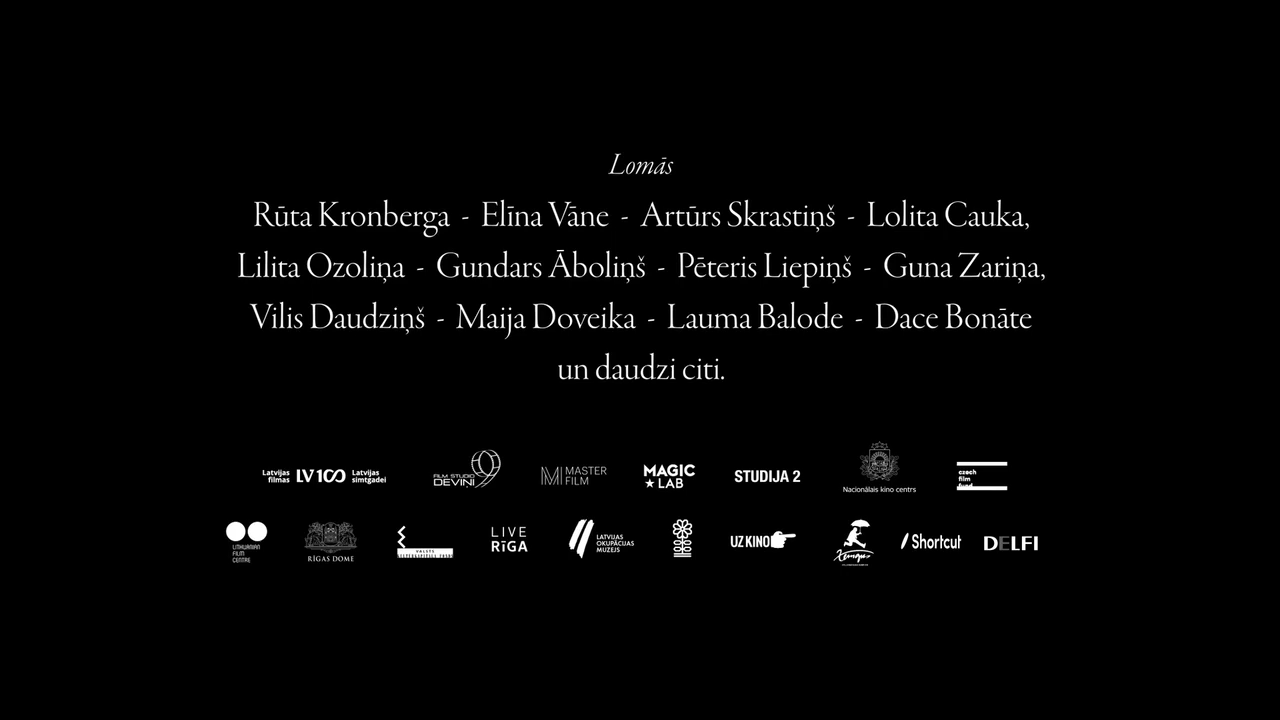 Lomās
Rūta Kronberga - Elīna Vāne - Artūrs Skrastiņš - Lolita Cauka,
Lilita Ozoliņa - Gundars Āboliņš - Pēteris Liepiņš - Guna Zariņa,
Vilis Daudziņš - Maija Doveika - Lauma Balode - Dace Bonāte
un daudzi citi.
Latvijas filmas LV100 Latvijas simtgadei
FILM STUDIO DEVIŅI 9
MASTER FILM
MAGIC LAB
STUDIJA 2
Nacionālais kino centrs
czech film fund
LITHUANIAN FILM CENTRE
RĪGAS DOME
VALSTS
LIVE RīGA
LATVIJAS OKUPĀCIJAS MUZEJS
UZ KINO
Shortcut
DELFI